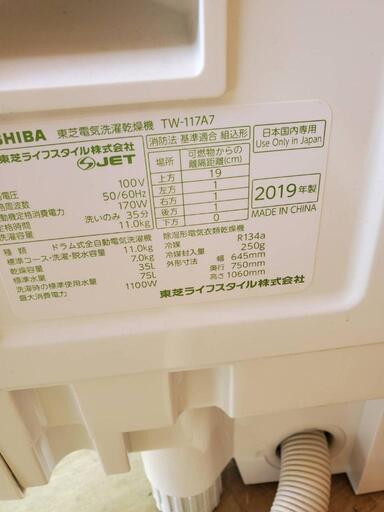 SHIBA 東芝電気洗濯乾燥機 TW-117A7
東芝ライフスタイル株式会社
JET
電圧 100V
周波数 50/60Hz
動機定格消費電力 170W
定格時間 洗いのみ 35分
洗濯容量 11.0kg
消防法 基準適合 組込形
場所 可燃物からの離隔距離(cm)
上方 19
左方 1
右方 1
後方 1
日本国内専用
Use Only in Japan
2019年製
MADE IN CHINA
ドラム式全自動電気洗濯機
標準コース・洗濯・脱水容量 11.0kg
乾燥容量 7.0kg
標準水量 35L
洗濯時の標準使用水量 75L
最大消費電力 1100W
除湿形電気衣類乾燥機
冷媒 R134a
冷媒封入量 250g
外形寸法 幅 645mm
奥行 750mm
高さ 1060mm
東芝ライフスタイル株式会社